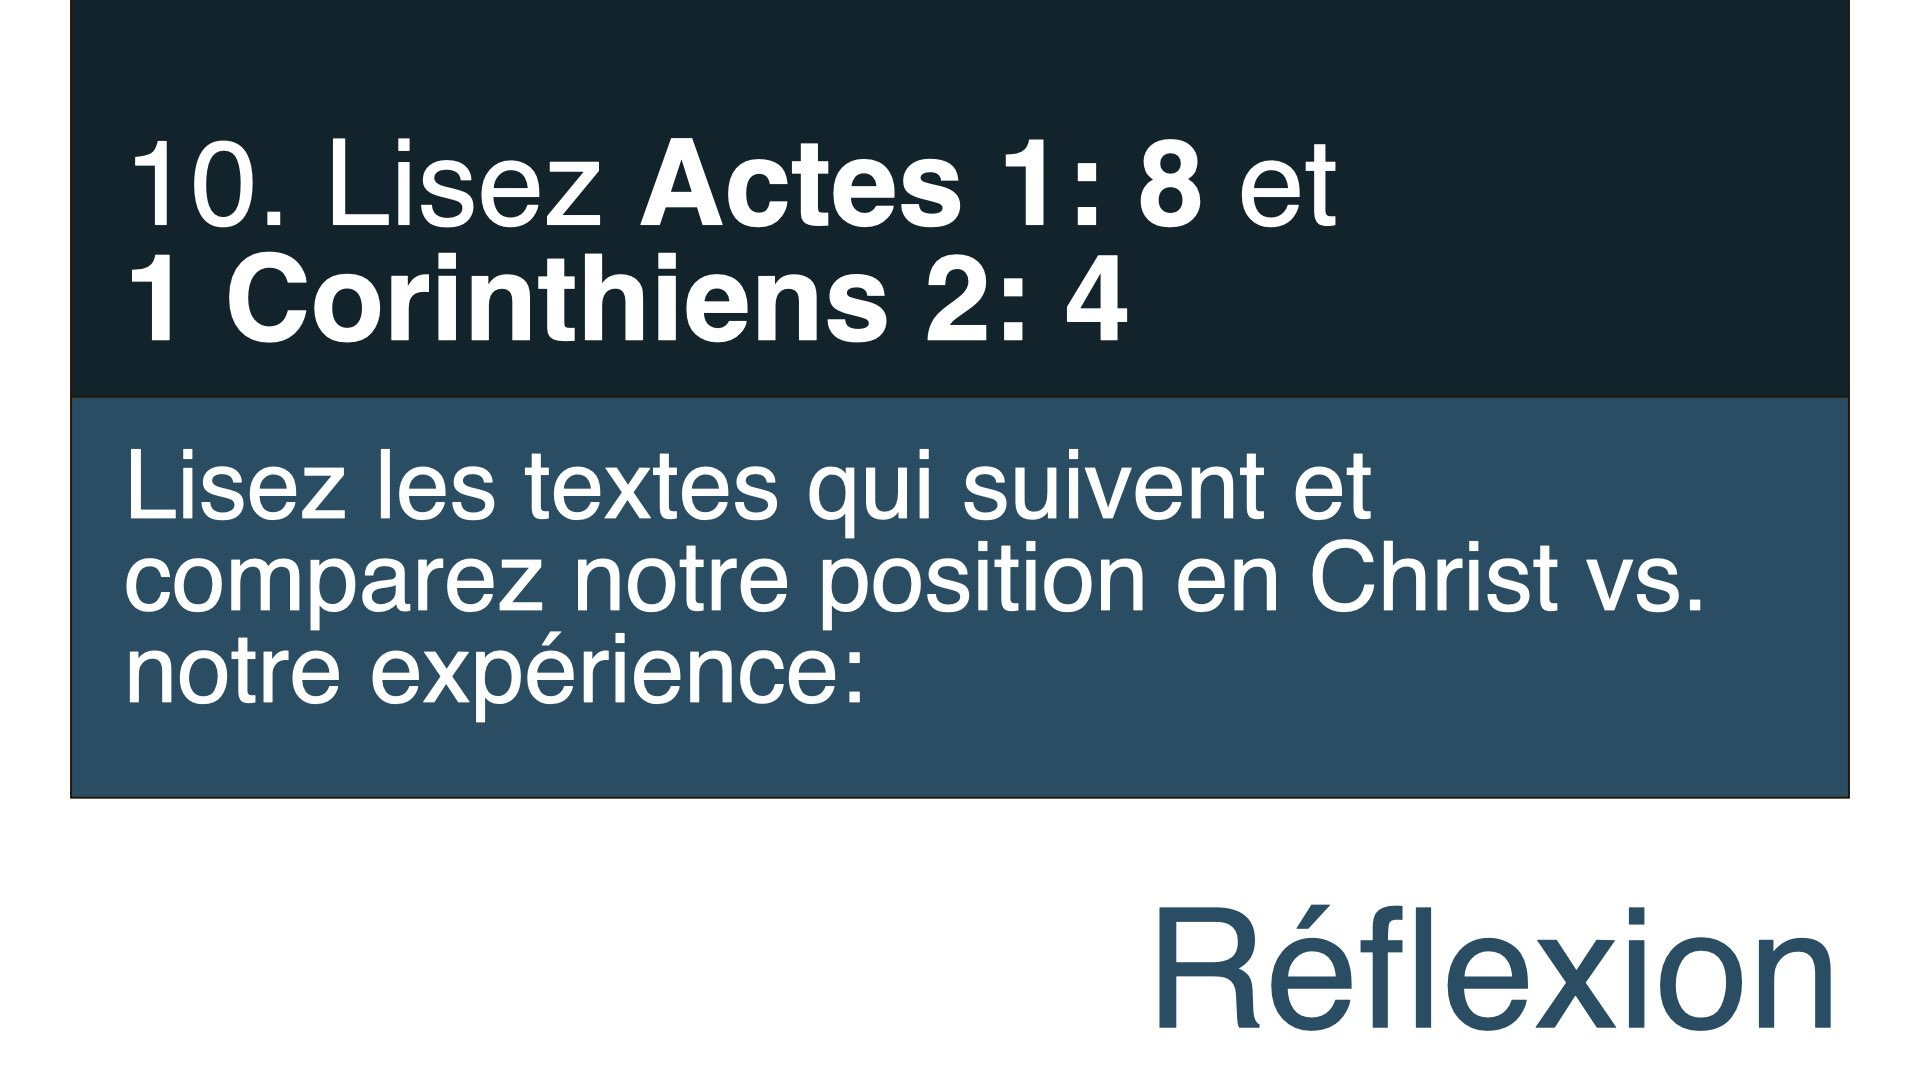 10. Lisez Actes 1: 8 et
1 Corinthiens 2: 4
Lisez les textes qui suivent et
comparez notre position en Christ vs.
notre expérience:
Réflexion